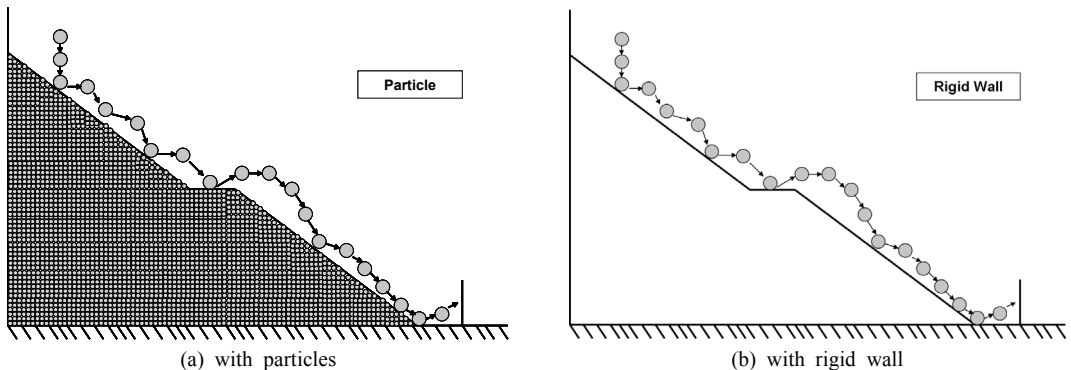 Particle
Rigid Wall
(a) with particles
(b) with rigid wall